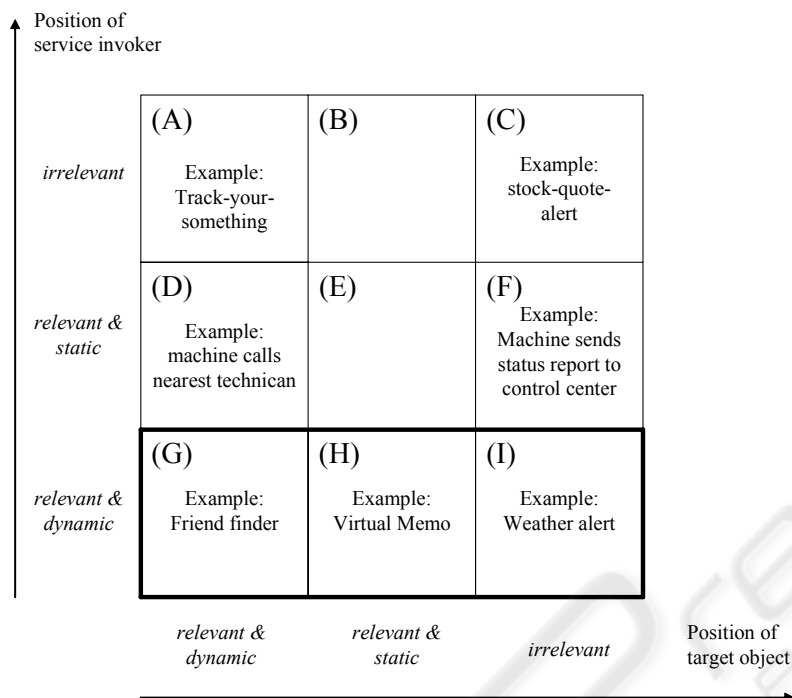 Position of
service invoker
(A)
(B)
(C)
irrelevant
Example:
Track-your-
something
Example:
stock-quote-
alert
(D)
(E)
(F)
relevant &
static
Example:
machine calls
nearest technican
Example:
Machine sends
status report to
control center
(G)
(H)
(I)
relevant &
dynamic
Example:
Friend finder
Example:
Virtual Memo
Example:
Weather alert
relevant &
dynamic
relevant &
static
irrelevant
Position of
target object